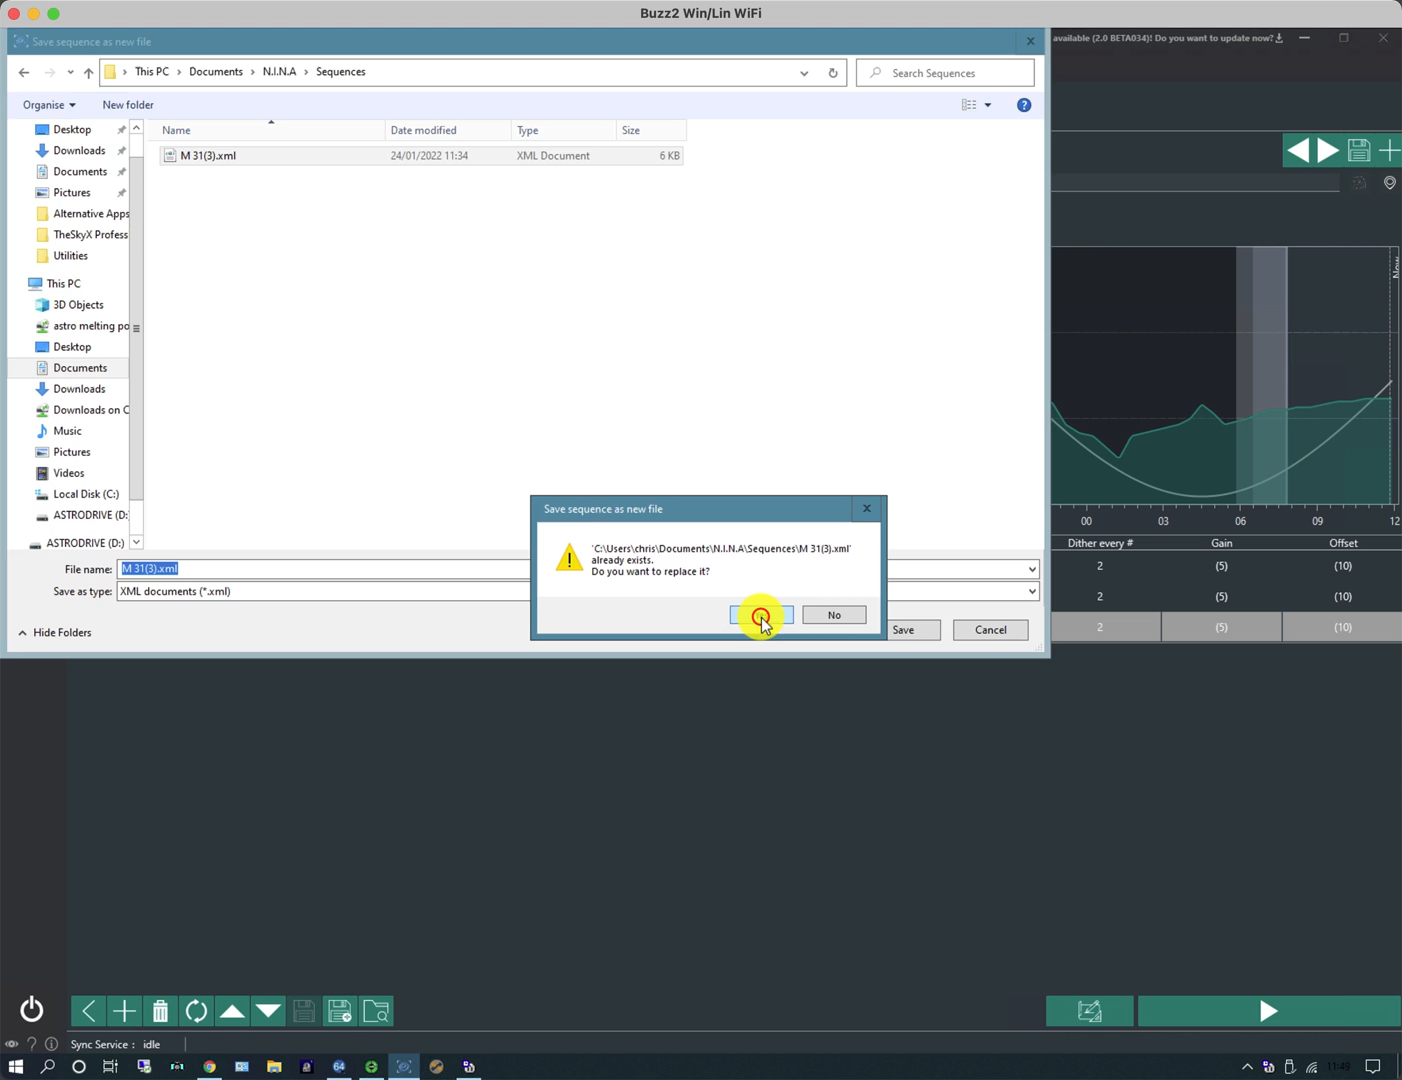 Buzz2 Win/Lin WiFi
Save sequence as new file
available (2.0 BETA034)! Do you want to update now?
This PC
Documents
N.I.N.A
Sequences
Search Sequences
Organise
New folder
Name
Date modified
Type
Size
M 31(3).xml
24/01/2022 11:34
XML Document
6 KB
Desktop
Downloads
Documents
Pictures
Alternative Apps
TheSkyX Profess
Utilities
This PC
3D Objects
astro melting po
Desktop
Documents
Downloads
Downloads on C
Music
Pictures
Videos
Local Disk (C:)
ASTRODRIVE (D:
ASTRODRIVE (D:)
File name:
M 31(3).xml
Save as type:
XML documents (*.xml)
Hide Folders
Save
Cancel
Save sequence as new file
'C:\Users\chris\Documents\N.I.N.A\Sequences\M 31(3).xml'
already exists.
Do you want to replace it?
No
Now
00
03
06
09
12
Dither every #
Gain
Offset
2
(5)
(10)
2
(5)
(10)
2
(5)
(10)
Sync Service :
idle
64
11:49